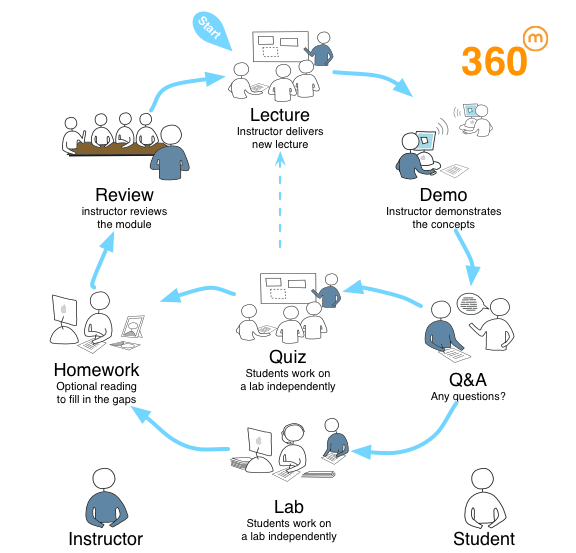 Start
m
360
Lecture
Instructor delivers
new lecture
Review
instructor reviews
the module
Demo
Instructor demonstrates
the concepts
Quiz
Students work on
a lab independently
Homework
Optional reading
to fill in the gaps
Q&A
Any questions?
Lab
Students work on
a lab independently
Instructor
Student